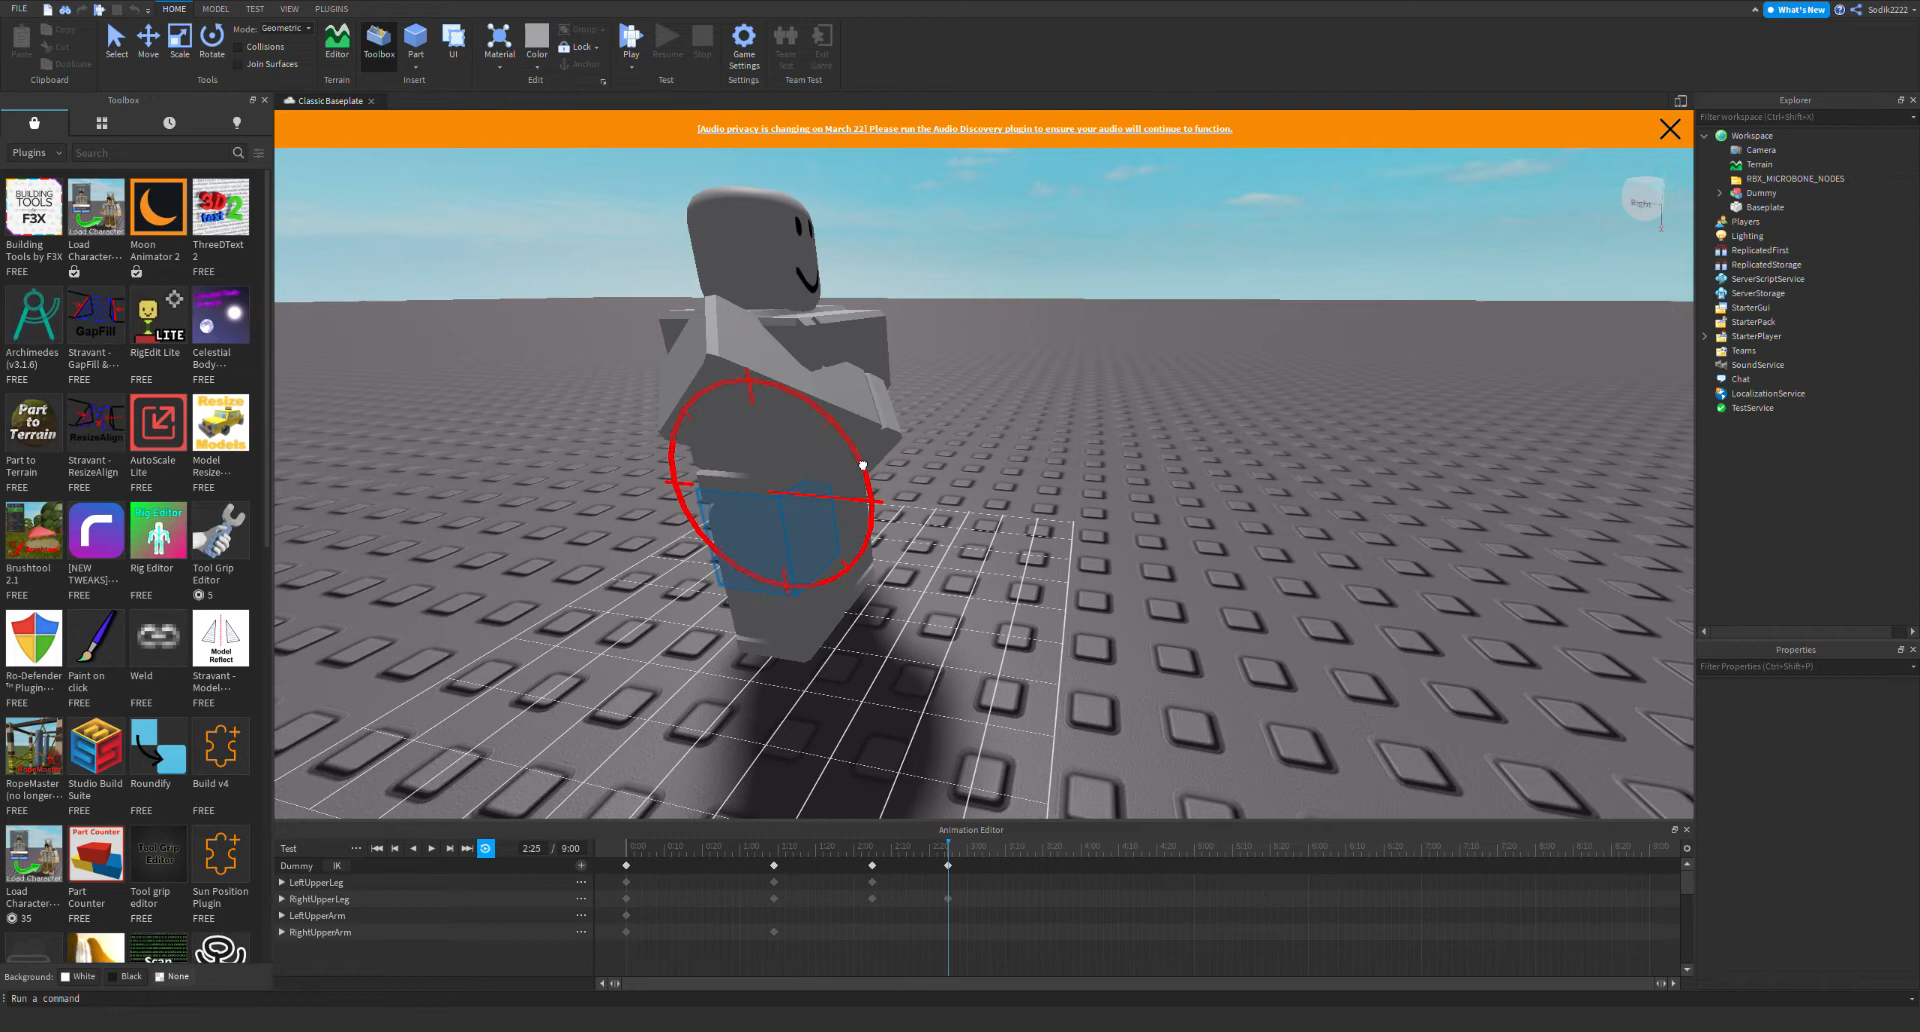 FILE HOME MODEL TEST VIEW PLUGINS What's New Sodik2222
Paste Copy Cut Duplicate Clipboard
Select Move Scale Rotate Mode: Geometric Collisions Join Surfaces Tools
Editor Terrain
Toolbox Part UI Insert
Material Color Group Lock Anchor Edit
Play Resume Stop Test
Game Settings Settings
Team Test Exit Game Team Test
Toolbox
Classic Baseplate
Explorer
[Audio privacy is changing on March 22] Please run the Audio Discovery plugin to ensure your audio will continue to function.
Filter workspace (Ctrl+Shift+X)
Plugins Search
BUILDING TOOLS by F3X
Load Character
3D text 2
Building Tools by F3X FREE
Load Character...
Moon Animator 2
ThreeDText 2 FREE
GapFill
LITE
Archimedes (v3.1.6) FREE
Stravant - GapFill &... FREE
RigEdit Lite FREE
Celestial Body... FREE
Part to Terrain
ResizeAlign
Resize Models
Part to Terrain FREE
Stravant - ResizeAlign FREE
AutoScale Lite FREE
Model Resize... FREE
Brushtool
Rig Editor
Brushtool 2.1 FREE
[NEW TWEAKS]... FREE
Rig Editor FREE
Tool Grip Editor 5
Model Reflect
Ro-Defender™ Plugin... FREE
Paint on click FREE
Weld FREE
Stravant - Model... FREE
RopeMaster
RopeMaster (no longer... FREE
Studio Build Suite FREE
Roundify FREE
Build v4 FREE
Load Character
Part Counter
Tool Grip Editor
Load Character... 35
Part Counter FREE
Tool grip editor FREE
Sun Position Plugin FREE
Scan
Background: White Black None
Run a command
Right
X
Workspace
Camera
Terrain
RBX_MICROBONE_NODES
Dummy
Baseplate
Players
Lighting
ReplicatedFirst
ReplicatedStorage
ServerScriptService
ServerStorage
StarterGui
StarterPack
StarterPlayer
Teams
SoundService
Chat
LocalizationService
TestService
Properties
Filter Properties (Ctrl+Shift+P)
Animation Editor
Test 2:25 / 9:00
0:00 0:10 0:20 1:00 1:10 1:20 2:00 2:10 2:20 3:00 3:10 3:20 4:00 4:10 4:20 5:00 5:10 5:20 6:00 6:10 6:20 7:00 7:10 7:20 8:00 8:10 8:20 9:00
Dummy IK
LeftUpperLeg
RightUpperLeg
LeftUpperArm
RightUpperArm